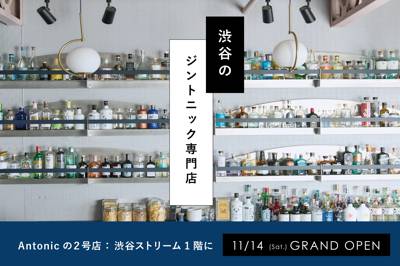 渋谷の
ジントニック専門店
Antonic の2号店：渋谷ストリーム1階に
11/14 (Sat.) GRAND OPEN